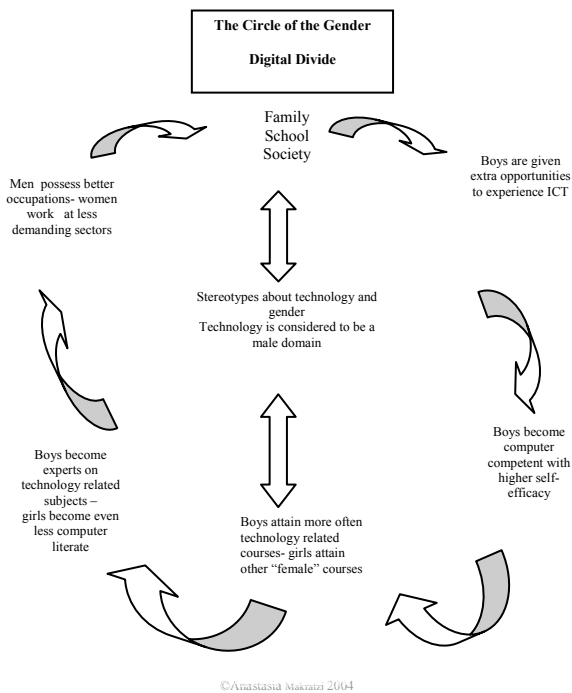 The Circle of the Gender
Digital Divide
Family
School
Society
Boys are given
extra opportunities
to experience ICT
Men possess better
occupations- women
work at less
demanding sectors
Stereotypes about technology and
gender
Technology is considered to be a
male domain
Boys become
computer
competent with
higher self-
efficacy
Boys become
experts on
technology related
subjects –
girls become even
less computer
literate
Boys attain more often
technology related
courses- girls attain
other “female” courses
©Anastasia Makratzi 2004